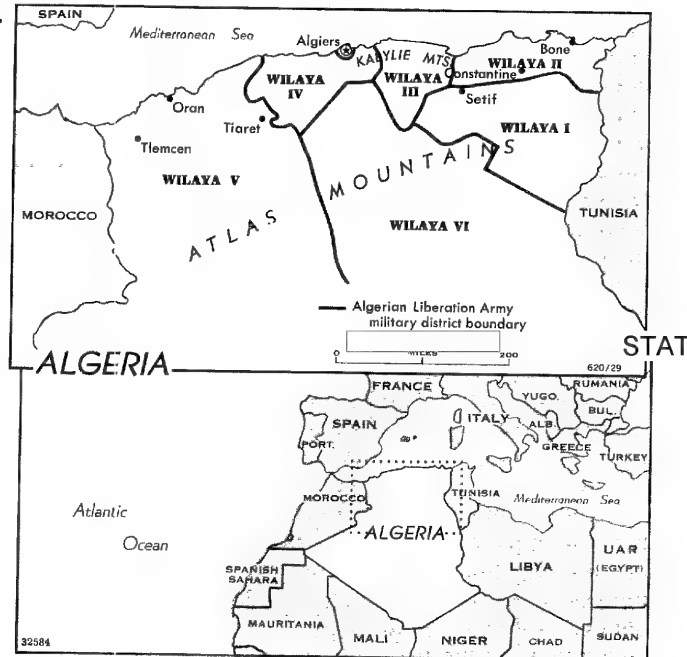 SPAIN
Mediterranean Sea
Algiers
Bone
KABYLIE MTS
WILAYA II
WILAYA IV
WILAYA III
Constantine
Setif
Oran
Tiaret
WILAYA I
Tlemcen
WILAYA V
ATLAS MOUNTAINS
MOROCCO
TUNISIA
WILAYA VI
Algerian Liberation Army
military district boundary
0 MILES 200
STAT
620/29
ALGERIA
FRANCE
RUMANIA
YUGO.
BUL.
SPAIN
ITALY
ALB.
PORT.
GREECE
TURKEY
MOROCCO
TUNISIA
Mediterranean Sea
Atlantic
Ocean
ALGERIA
UAR
(EGYPT)
LIBYA
SPANISH
SAHARA
MAURITANIA
MALI
NIGER
CHAD
SUDAN
32584